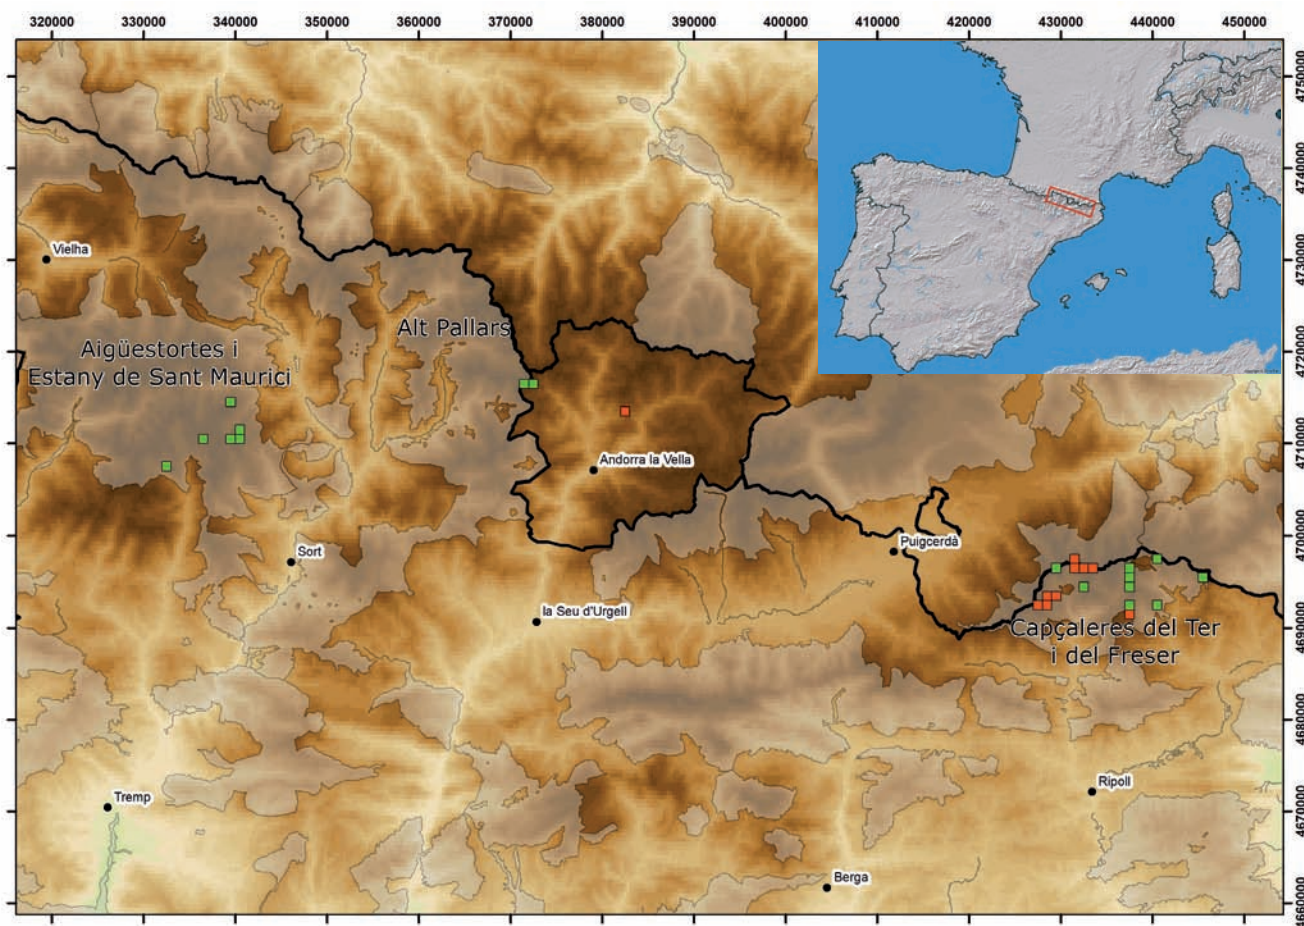 320000 330000 340000 350000 360000 370000 380000 390000 400000 410000 420000 430000 440000 450000
4750000
4740000
4730000
4720000
4710000
4700000
4690000
4680000
4670000
4660000
Vielha
Alt Pallars
Aigüestortes i
Estany de Sant Maurici
Andorra la Vella
Sort
Puigcerdà
la Seu d'Urgell
Capçaleres del Ter
i del Freser
Tremp
Ripoll
Berga